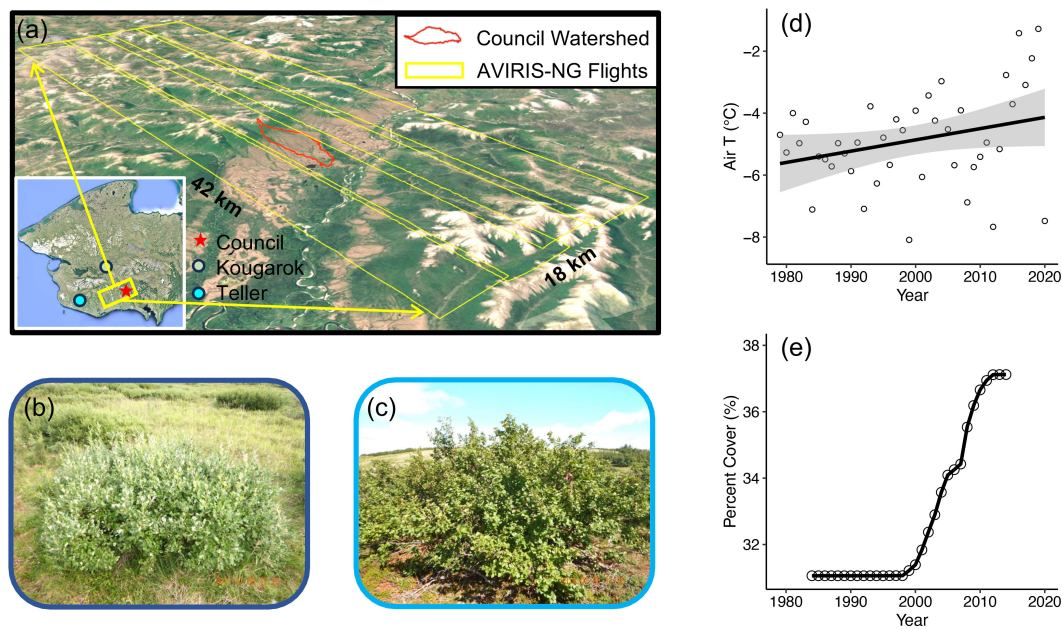 (a)
Council Watershed
AVIRIS-NG Flights
42 km
18 km
Council
Kougarok
Teller
(b)
(c)
(d)
Air T (°C)
−2
−4
−6
−8
1980 1990 2000 2010 2020
Year
(e)
Percent Cover (%)
38
36
34
32
1980 1990 2000 2010 2020
Year